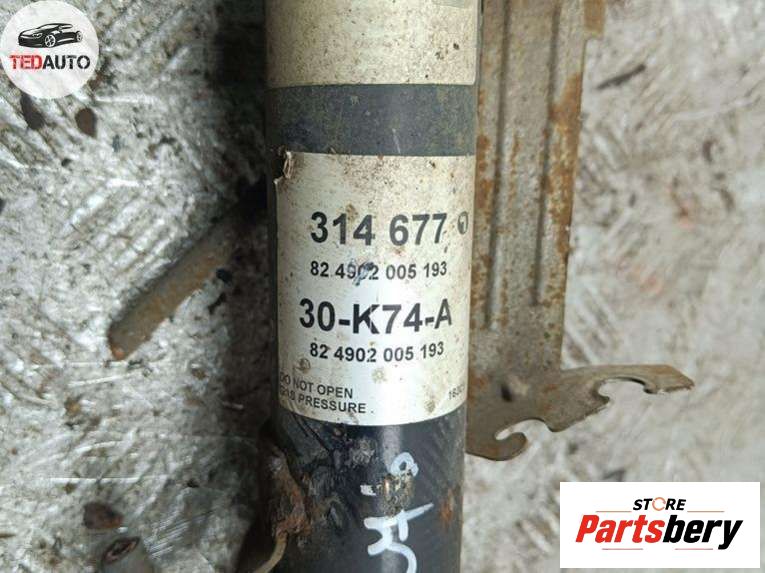 TEDAUTO
314 677
82 4902 005 193
30-K74-A
82 4902 005 193
DO NOT OPEN
GAS PRESSURE.
STORE
Partsbery